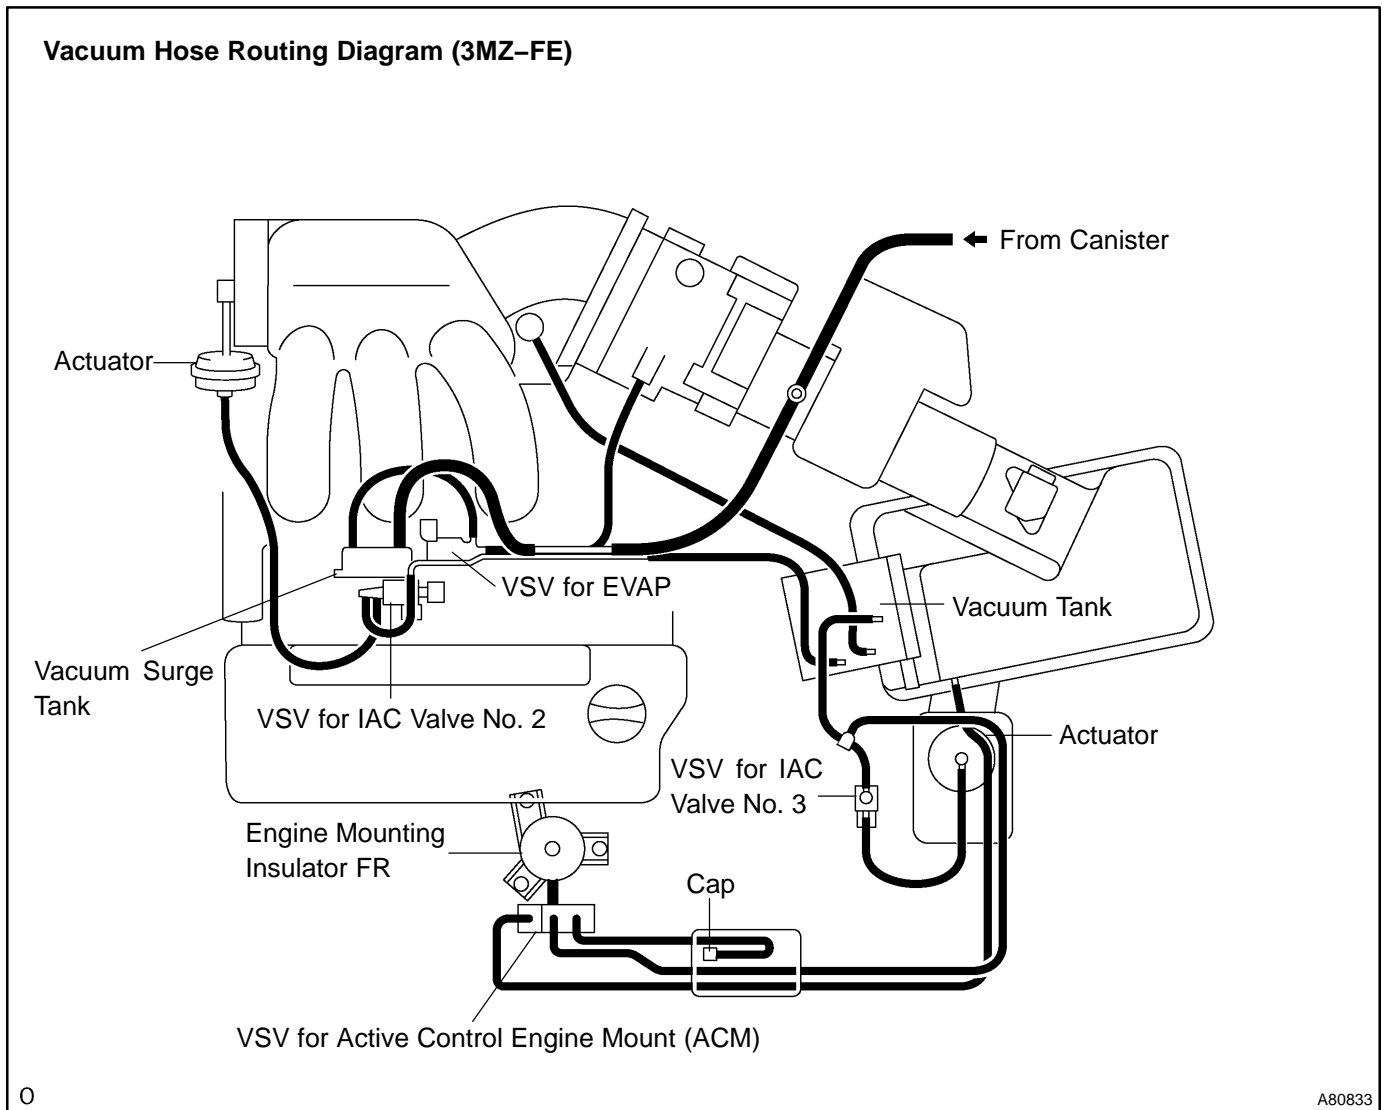 Vacuum Hose Routing Diagram (3MZ–FE)
From Canister
Actuator
VSV for EVAP
Vacuum Tank
Vacuum Surge
Tank
VSV for IAC Valve No. 2
Actuator
VSV for IAC
Valve No. 3
Engine Mounting
Insulator FR
Cap
VSV for Active Control Engine Mount (ACM)
O
A80833